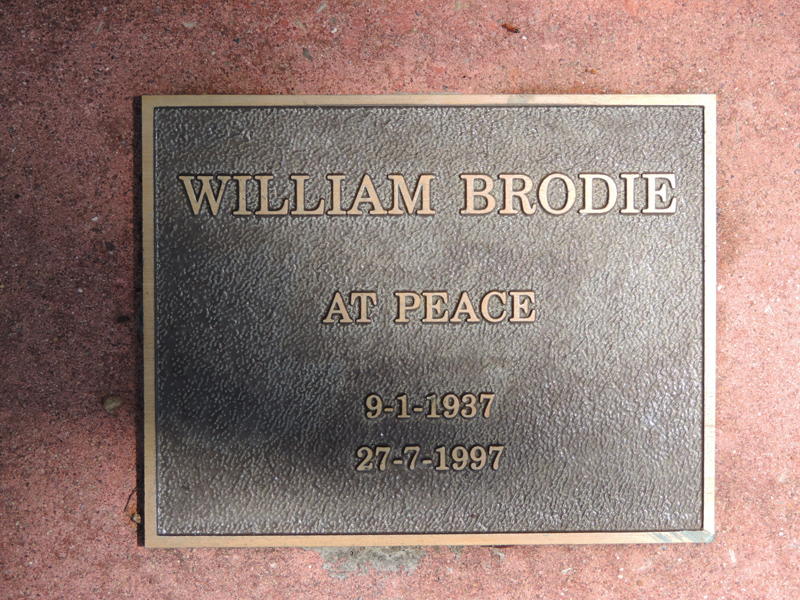 WILLIAM BRODIE
AT PEACE
9-1-1937
27-7-1997